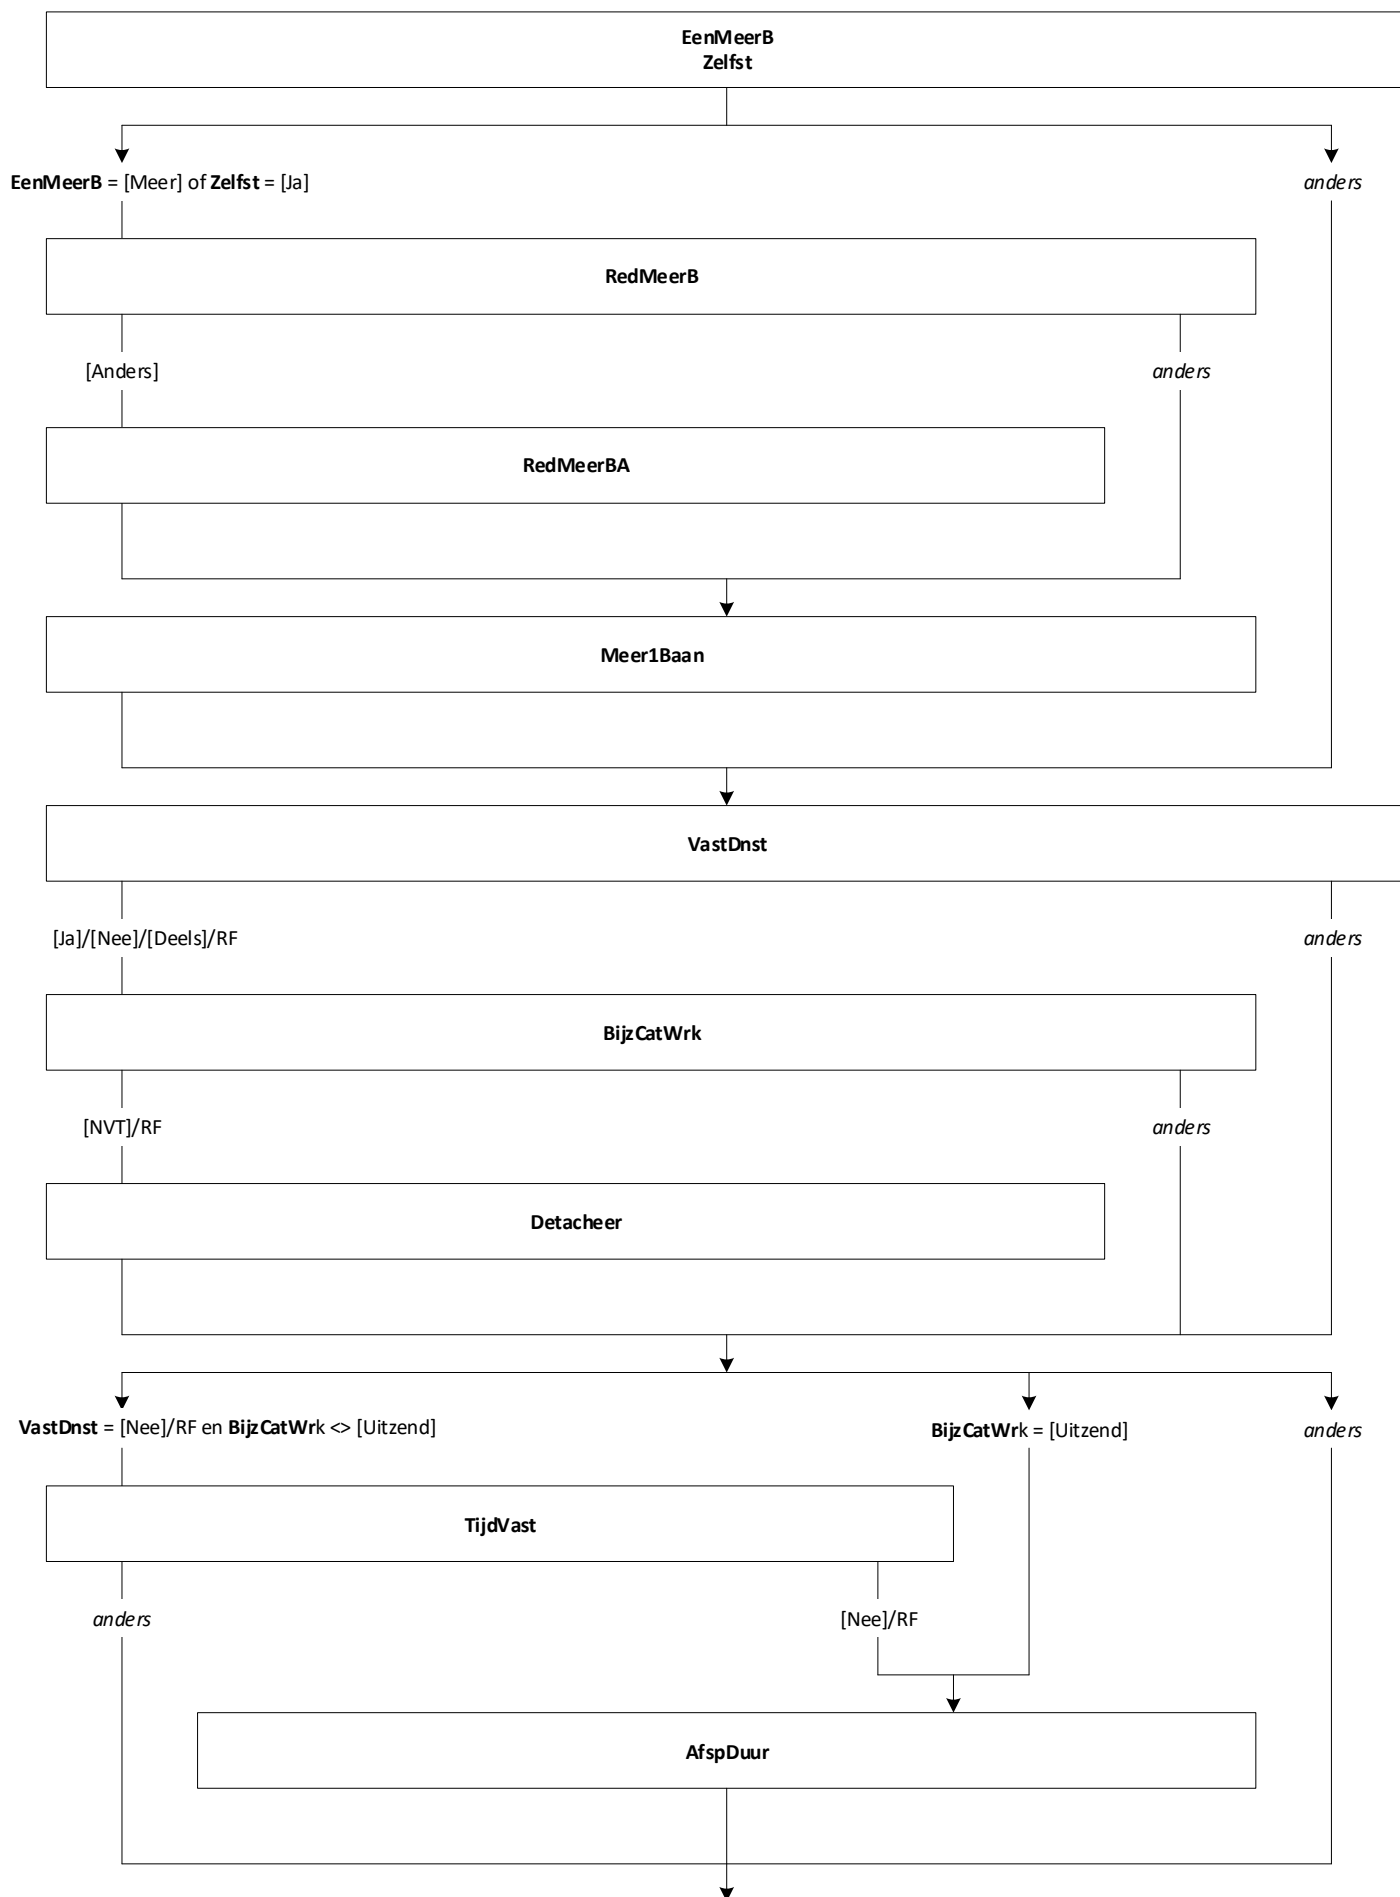 EenMeerB
Zelfst
EenMeerB = [Meer] of Zelfst = [Ja]
anders
RedMeerB
[Anders]
anders
RedMeerBA
Meer1Baan
VastDnst
[Ja]/[Nee]/[Deels]/RF
anders
BijzCatWrk
[NVT]/RF
anders
Detacheer
VastDnst = [Nee]/RF en BijzCatWrk <> [Uitzend]
BijzCatWrk = [Uitzend]
anders
TijdVast
anders
[Nee]/RF
AfspDuur